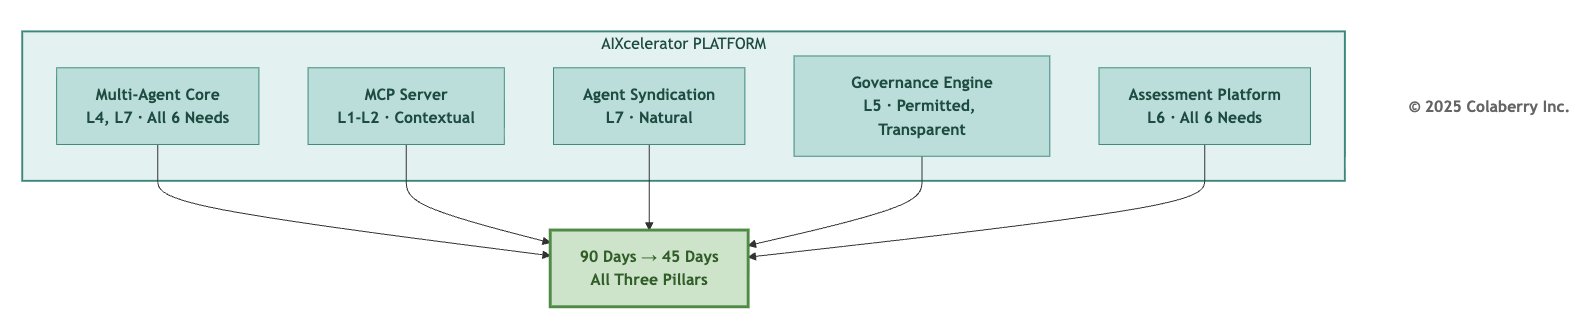 AIXcelerator PLATFORM
Multi-Agent Core
L4, L7 · All 6 Needs
MCP Server
L1-L2 · Contextual
Agent Syndication
L7 · Natural
Governance Engine
L5 · Permitted,
Transparent
Assessment Platform
L6 · All 6 Needs
© 2025 Colaberry Inc.
90 Days → 45 Days
All Three Pillars